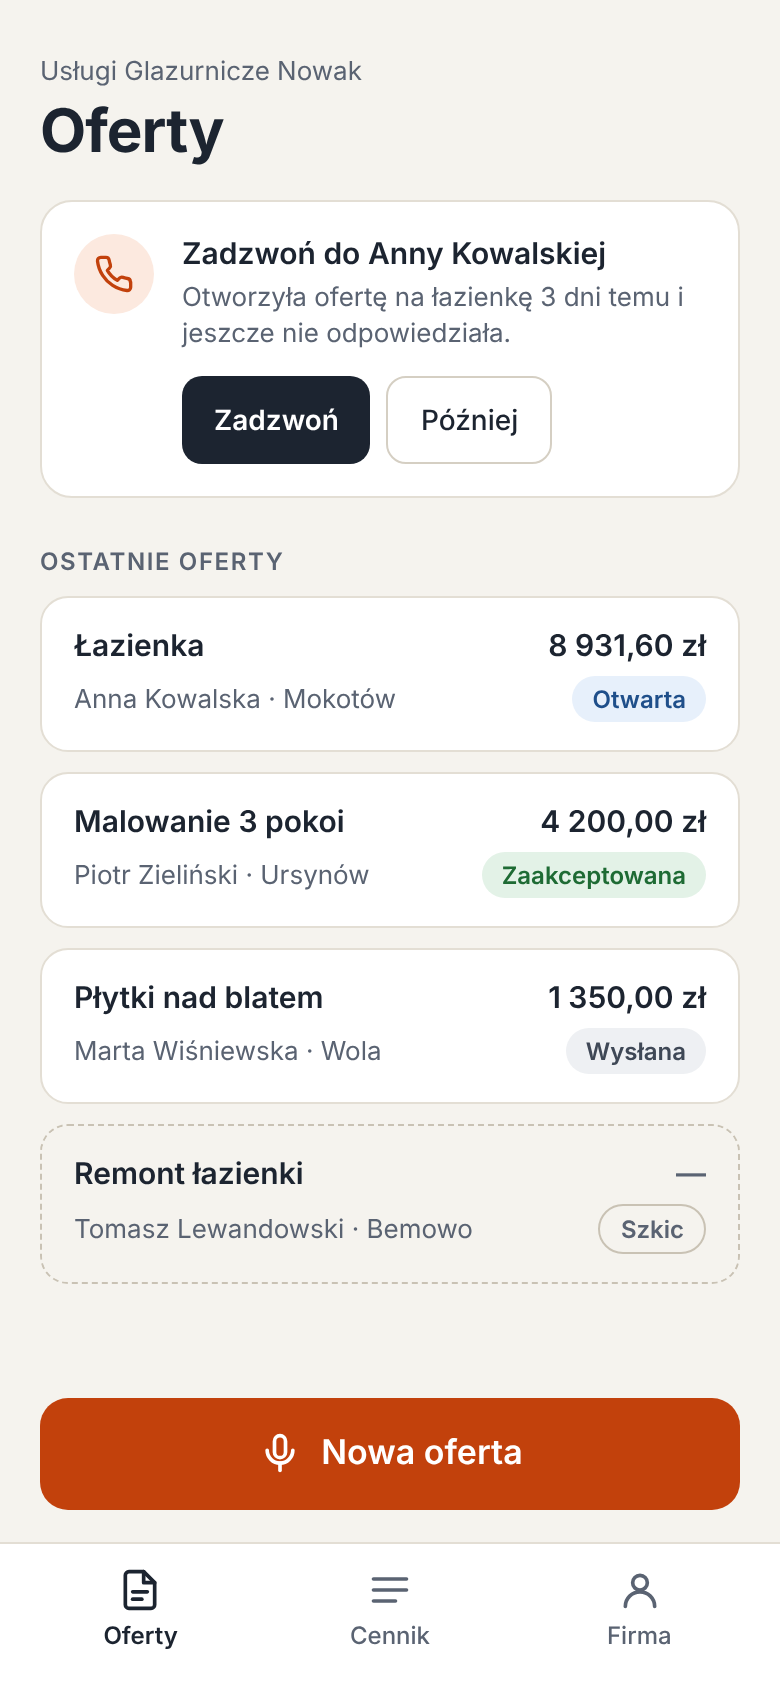 Usługi Glazurnicze Nowak
Oferty
Zadzwoń do Anny Kowalskiej
Otworzyła ofertę na łazienkę 3 dni temu i
jeszcze nie odpowiedziała.
Zadzwoń
Później
OSTATNIE OFERTY
Łazienka
8 931,60 zł
Anna Kowalska · Mokotów
Otwarta
Malowanie 3 pokoi
4 200,00 zł
Piotr Zieliński · Ursynów
Zaakceptowana
Płytki nad blatem
1 350,00 zł
Marta Wiśniewska · Wola
Wysłana
Remont łazienki
—
Tomasz Lewandowski · Bemowo
Szkic
Nowa oferta
Oferty
Cennik
Firma